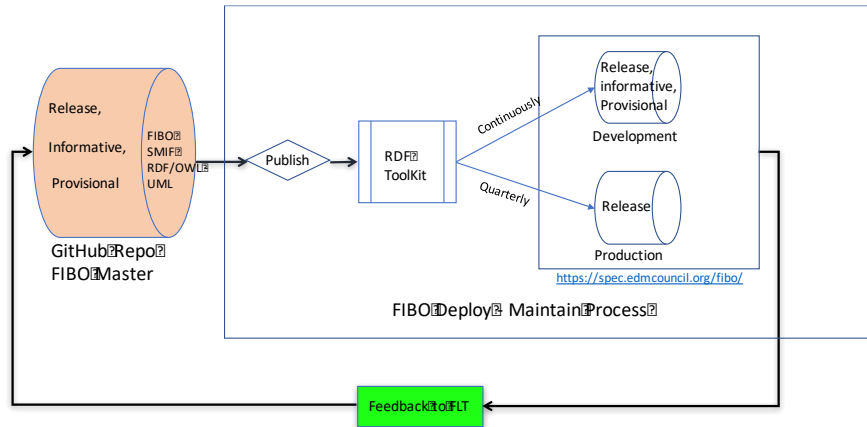 Release,
Informative,
Provisional
FIBO
SMIF
RDF/OWL
UML
GitHub Repo
FIBO Master
Publish
RDF
ToolKit
Continuously
Quarterly
Release,
informative,
Provisional
Development
Release
Production
https://spec.edmcouncil.org/fibo/
FIBO Deploy - Maintain Process
Feedback to FLT